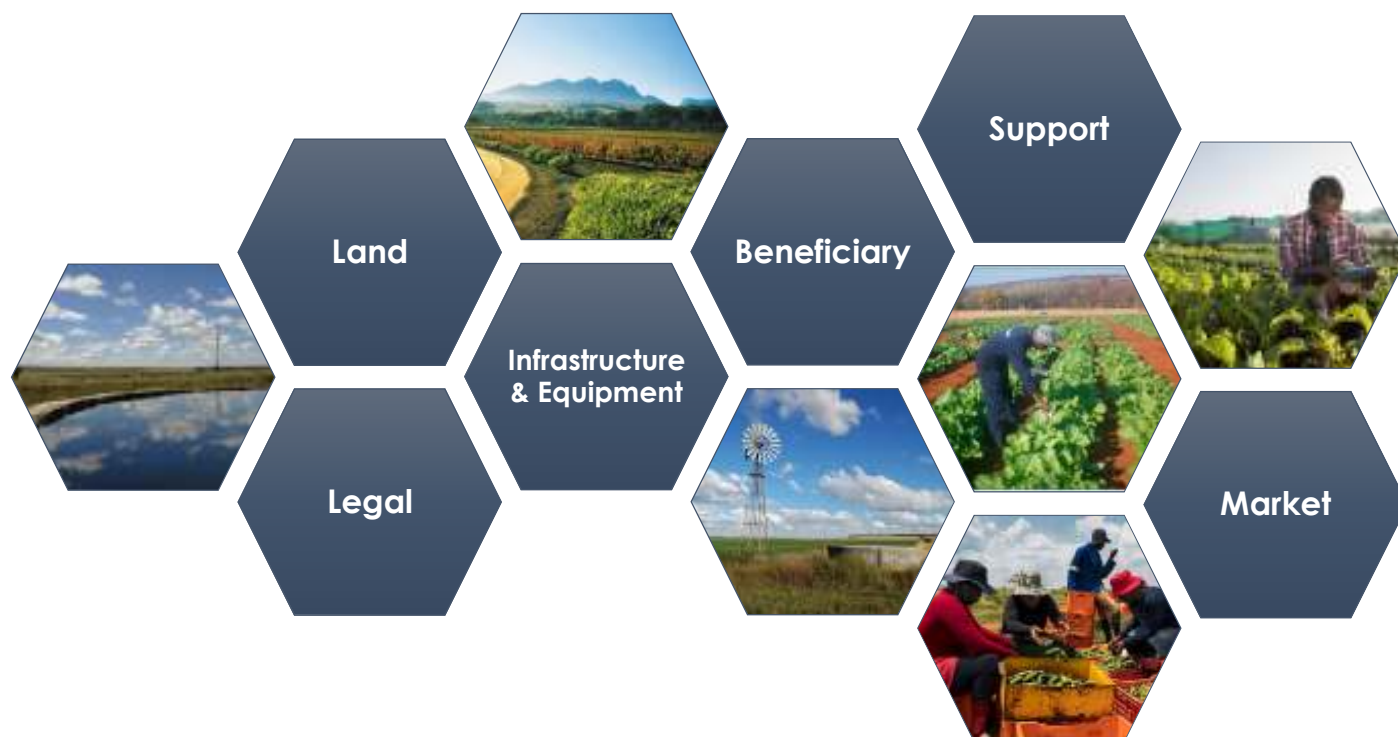 Support
Land
Beneficiary
Infrastructure
& Equipment
Legal
Market